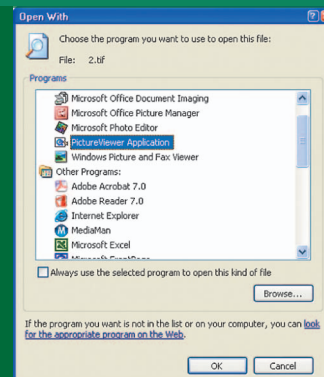 Open With
Choose the program you want to use to open this file:
File: 2.tif
Programs
Microsoft Office Document Imaging
Microsoft Office Picture Manager
Microsoft Photo Editor
PictureViewer Application
Windows Picture and Fax Viewer
Other Programs:
Adobe Acrobat 7.0
Adobe Reader 7.0
Internet Explorer
MediaMan
Microsoft Excel
Microsoft FrontPage
Always use the selected program to open this kind of file
Browse...
If the program you want is not in the list or on your computer, you can look
for the appropriate program on the Web.
OK
Cancel